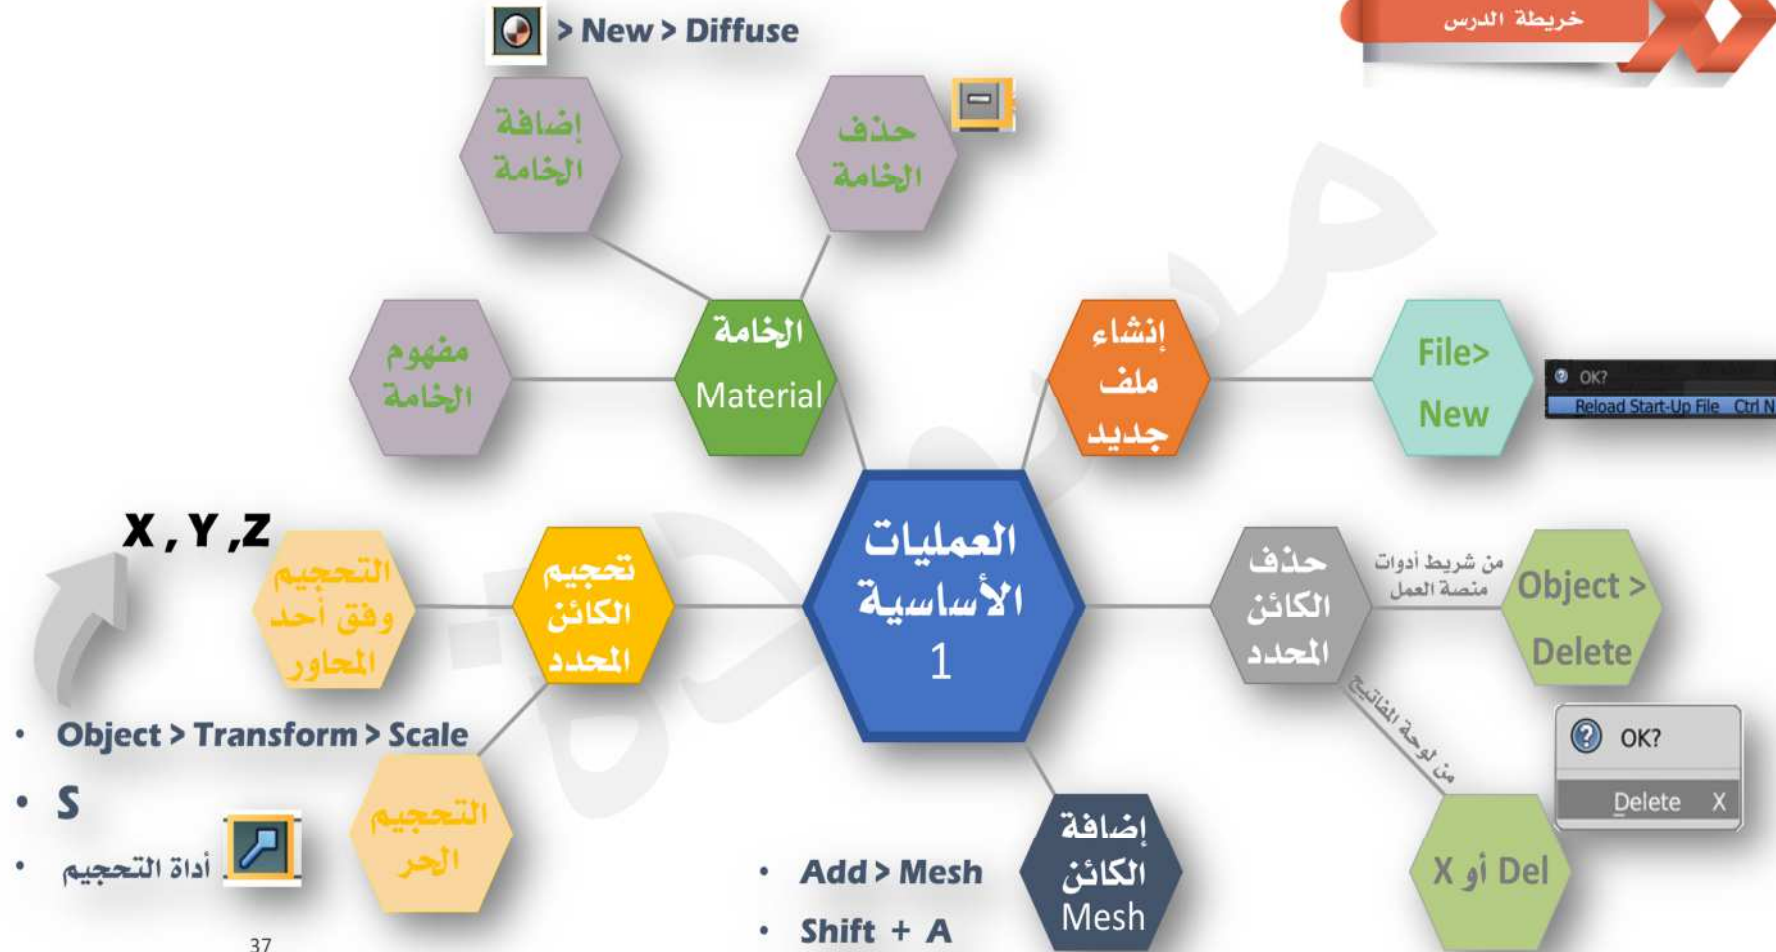 خريطة الدرس
> New > Diffuse
إضافة
الخامة
حذف
الخامة
مفهوم
الخامة
الخامة
Material
إنشاء
ملف
جديد
File>
New
OK?
Reload Start-Up File Ctrl N
X , Y ,Z
التحجيم
وفق أحد
المحاور
تحجيم
الكائن
المحدد
العمليات
الأساسية
1
حذف
الكائن
المحدد
من شريط أدوات
منصة العمل
Object >
Delete
من لوحة المفاتيح
OK?
Delete X
Del أو X
• Object > Transform > Scale
• S
• أداة التحجيم
التحجيم
الحر
إضافة
الكائن
Mesh
• Add > Mesh
• Shift + A
37
مسودة